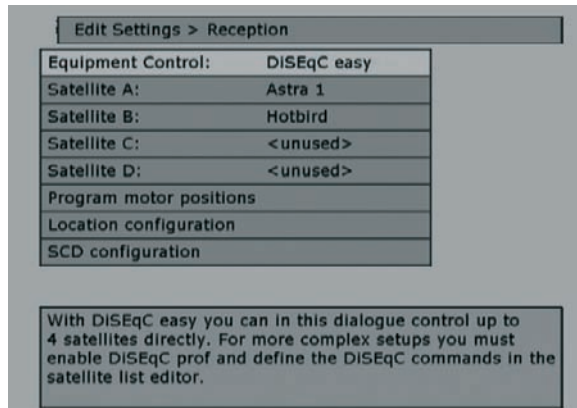 Edit Settings > Reception
Equipment Control: DiSEqC easy
Satellite A: Astra 1
Satellite B: Hotbird
Satellite C: <unused>
Satellite D: <unused>
Program motor positions
Location configuration
SCD configuration
With DiSEqC easy you can in this dialogue control up to
4 satellites directly. For more complex setups you must
enable DiSEqC prof and define the DiSEqC commands in the
satellite list editor.